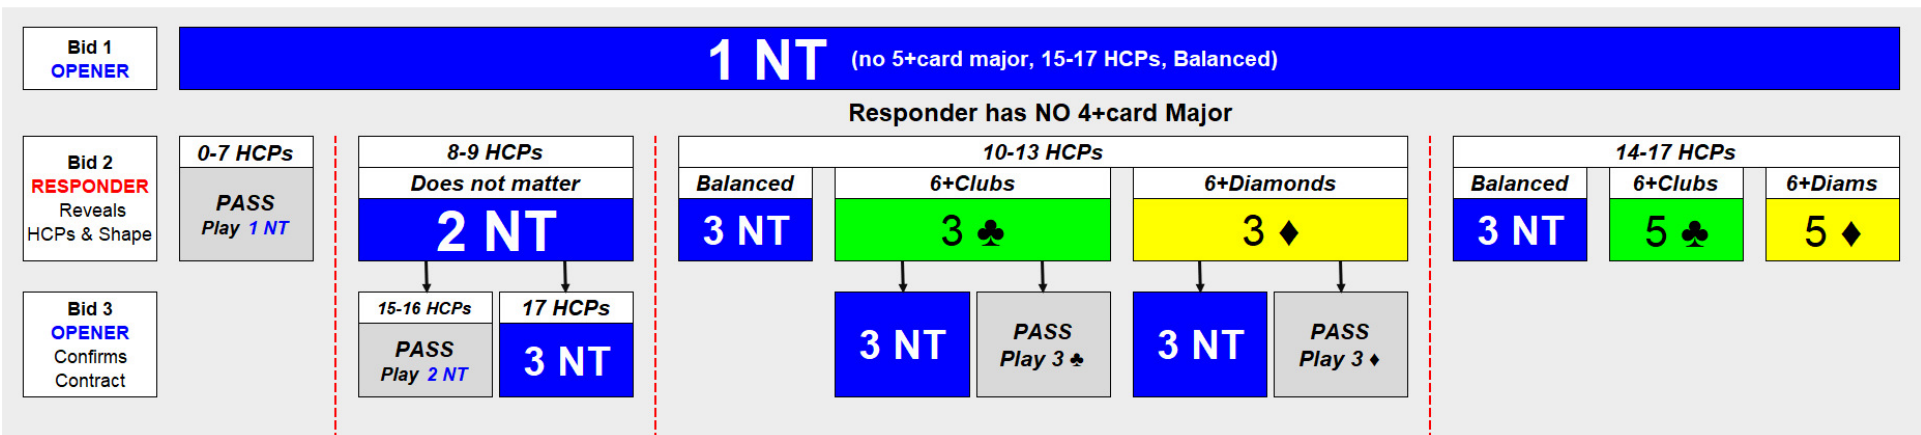 Bid 1
OPENER
1 NT (no 5+card major, 15-17 HCPs, Balanced)
Responder has NO 4+card Major
Bid 2
RESPONDER
Reveals
HCPs & Shape
0-7 HCPs
PASS
Play 1 NT
8-9 HCPs
Does not matter
2 NT
10-13 HCPs
Balanced
3 NT
6+Clubs
3 ♣
6+Diamonds
3 ♦
14-17 HCPs
Balanced
3 NT
6+Clubs
5 ♣
6+Diams
5 ♦
Bid 3
OPENER
Confirms
Contract
15-16 HCPs
PASS
Play 2 NT
17 HCPs
3 NT
3 NT
PASS
Play 3 ♣
3 NT
PASS
Play 3 ♦